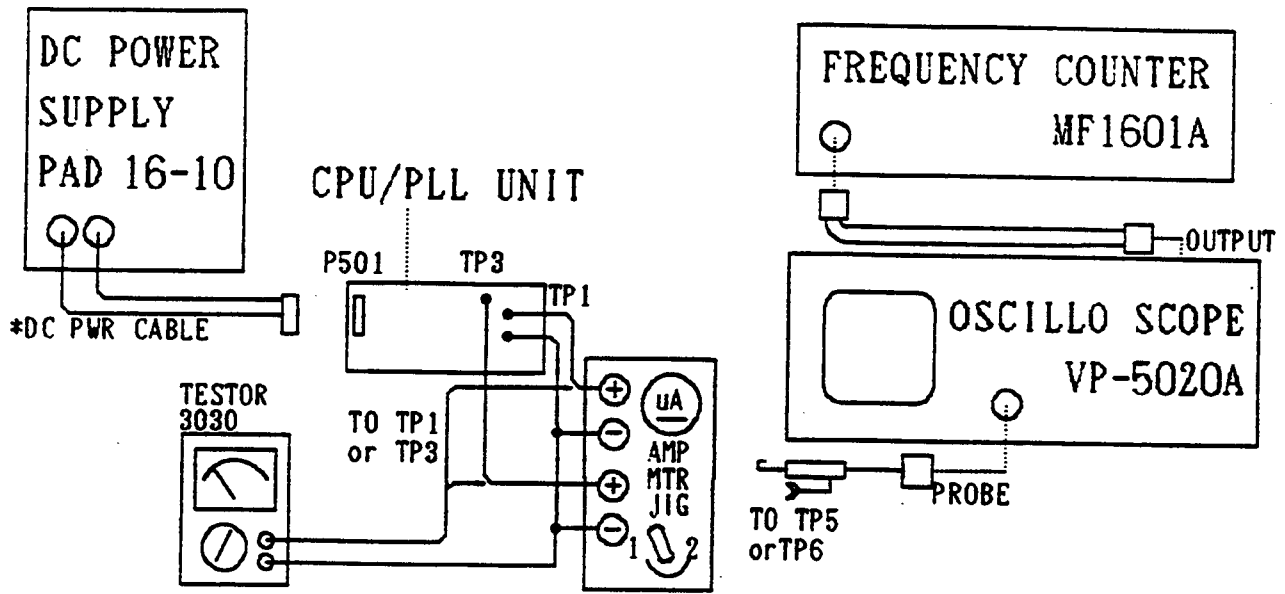 DC POWER
SUPPLY
PAD 16-10
*DC PWR CABLE
CPU/PLL UNIT
P501
TP3
TP1
TESTOR
3030
TO TP1
or TP3
+
−
+
−
uA
AMP
MTR
JIG
1 2
FREQUENCY COUNTER
MF1601A
OUTPUT
OSCILLO SCOPE
VP-5020A
PROBE
TO TP5
orTP6